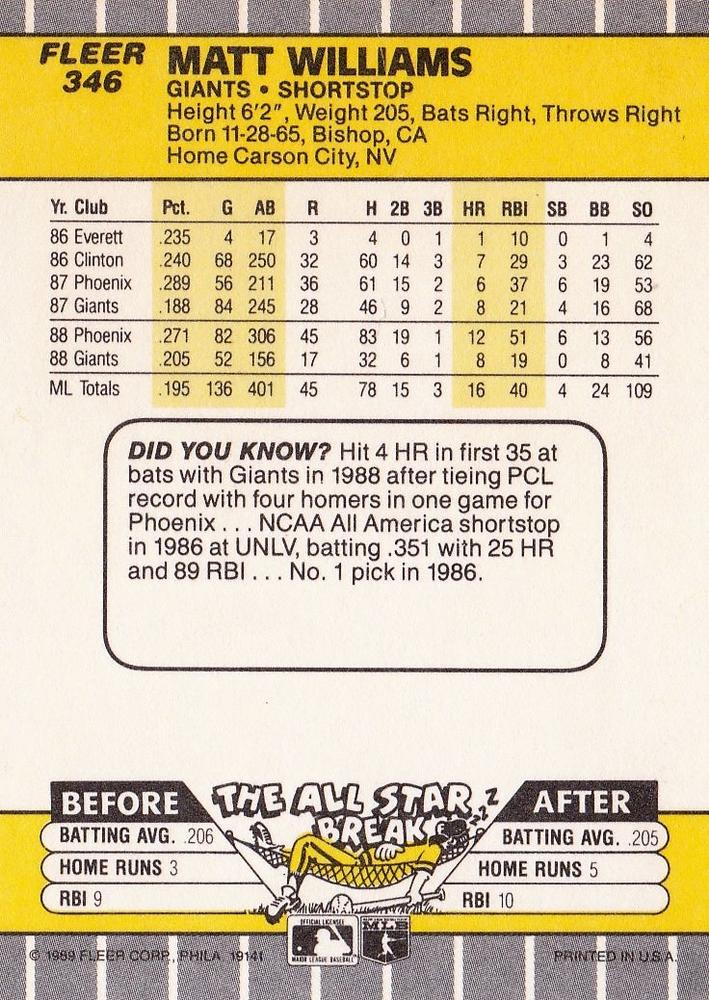 FLEER
346
MATT WILLIAMS
GIANTS • SHORTSTOP
Height 6'2", Weight 205, Bats Right, Throws Right
Born 11-28-65, Bishop, CA
Home Carson City, NV
Yr. Club Pct. G AB R H 2B 3B HR RBI SB BB SO
86 Everett .235 4 17 3 4 0 1 1 10 0 1 4
86 Clinton .240 68 250 32 60 14 3 7 29 3 23 62
87 Phoenix .289 56 211 36 61 15 2 6 37 6 19 53
87 Giants .188 84 245 28 46 9 2 8 21 4 16 68
88 Phoenix .271 82 306 45 83 19 1 12 51 6 13 56
88 Giants .205 52 156 17 32 6 1 8 19 0 8 41
ML Totals .195 136 401 45 78 15 3 16 40 4 24 109
DID YOU KNOW? Hit 4 HR in first 35 at
bats with Giants in 1988 after tieing PCL
record with four homers in one game for
Phoenix . . . NCAA All America shortstop
in 1986 at UNLV, batting .351 with 25 HR
and 89 RBI . . . No. 1 pick in 1986.
THE ALL STAR
BREAK
Z Z Z Z
BEFORE
BATTING AVG. .206
HOME RUNS 3
RBI 9
AFTER
BATTING AVG. .205
HOME RUNS 5
RBI 10
OFFICIAL LICENSEE
MAJOR LEAGUE BASEBALL
MLB
© 1989 FLEER CORP., PHILA. 19141
PRINTED IN U.S.A.